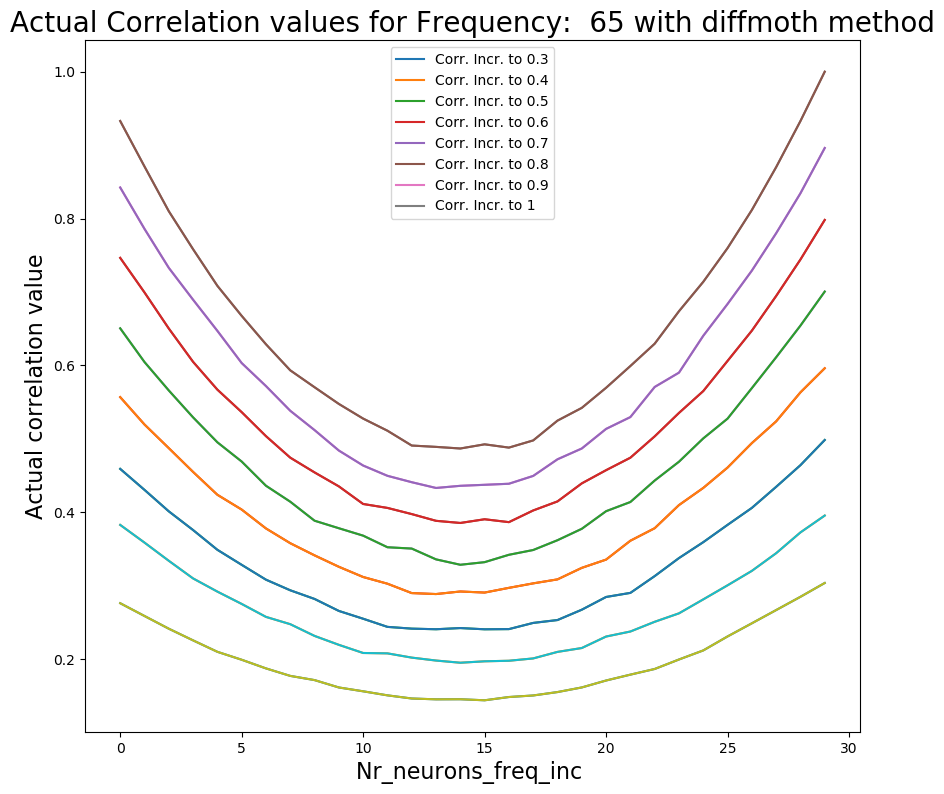 Actual Correlation values for Frequency:  65 with diffmoth method
Corr. Incr. to 0.3
Corr. Incr. to 0.4
Corr. Incr. to 0.5
Corr. Incr. to 0.6
Corr. Incr. to 0.7
Corr. Incr. to 0.8
Corr. Incr. to 0.9
Corr. Incr. to 1
Actual correlation value
1.0
0.8
0.6
0.4
0.2
0 5 10 15 20 25 30
Nr_neurons_freq_inc